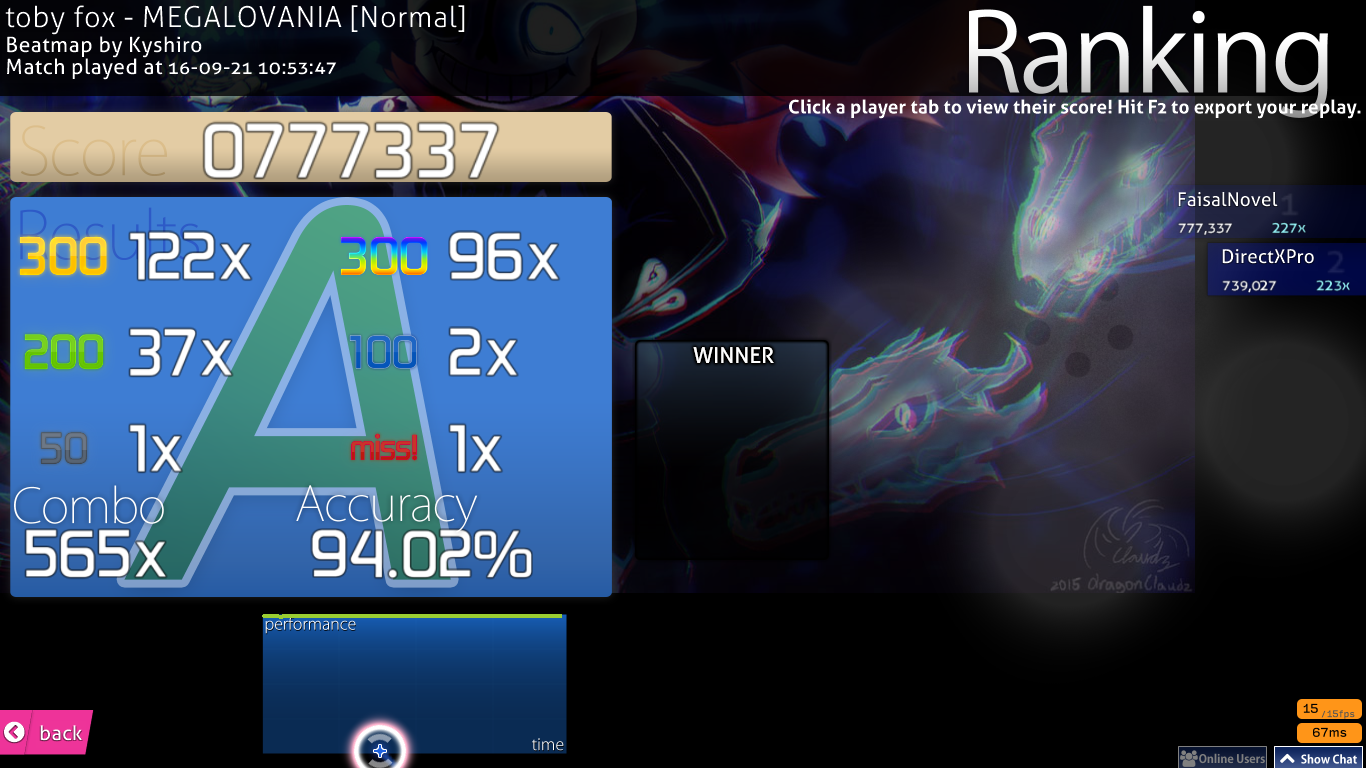 toby fox - MEGALOVANIA [Normal]
Beatmap by Kyshiro
Match played at 16-09-21 10:53:47
Ranking
Click a player tab to view their score! Hit F2 to export your replay.
Score 0777337
Results
300 122x 300 96x
200 37x 100 2x
50 1x miss! 1x
Combo Accuracy
565x 94.02%
A
WINNER
FaisalNovel 1
777,337 227x
DirectXPro 2
739,027 223x
Claudz
2015 dragonClaudz
performance
time
back
15 /15fps
67ms
Online Users
Show Chat